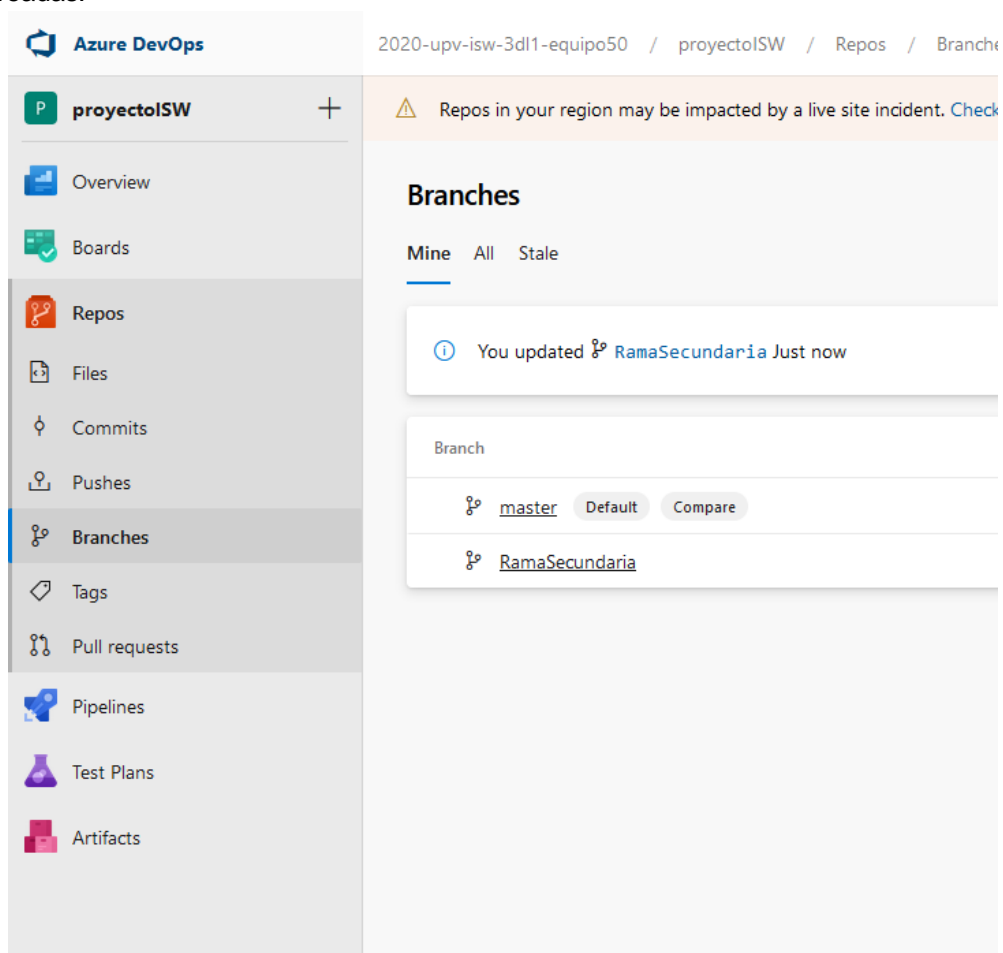 Azure DevOps
2020-upv-isw-3dl1-equipo50 / proyectoISW / Repos / Branche
P proyectoISW
Repos in your region may be impacted by a live site incident. Check
Overview
Boards
Repos
Files
Commits
Pushes
Branches
Tags
Pull requests
Pipelines
Test Plans
Artifacts
Branches
Mine All Stale
You updated RamaSecundaria Just now
Branch
master Default Compare
RamaSecundaria